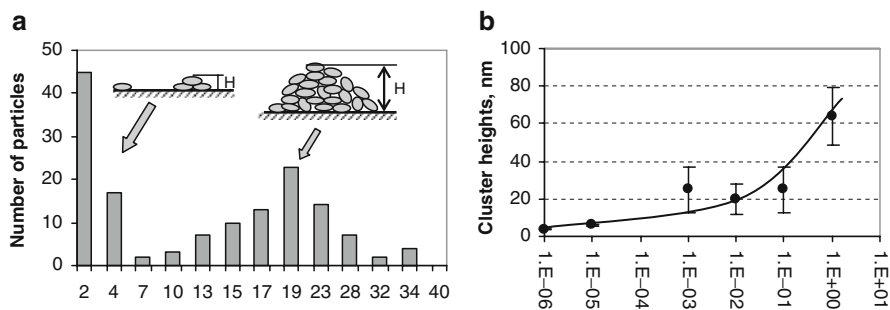 a
Number of particles
50
40
30
20
10
0
H
H
2 4 7 10 13 15 17 19 23 28 32 34 40
b
Cluster heights, nm
100
80
60
40
20
0
1.E−06
1.E−05
1.E−04
1.E−03
1.E−02
1.E−01
1.E+00
1.E+01